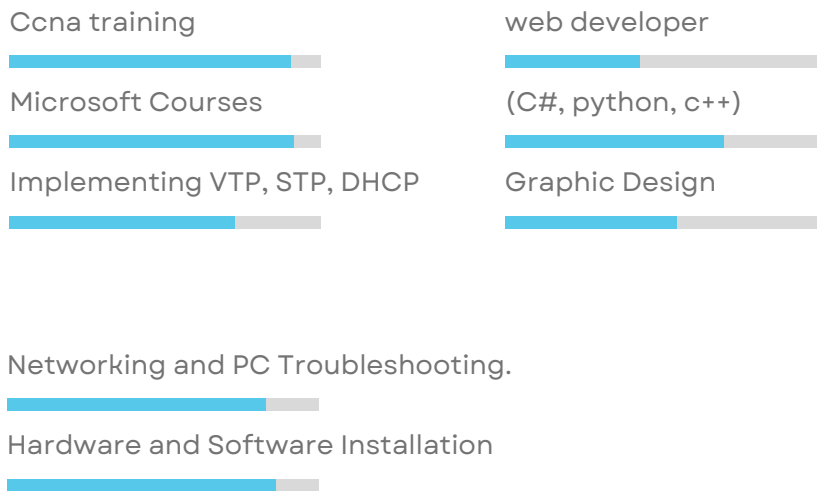 Ccna training
Microsoft Courses
Implementing VTP, STP, DHCP
web developer
(C#, python, c++)
Graphic Design
Networking and PC Troubleshooting.
Hardware and Software Installation